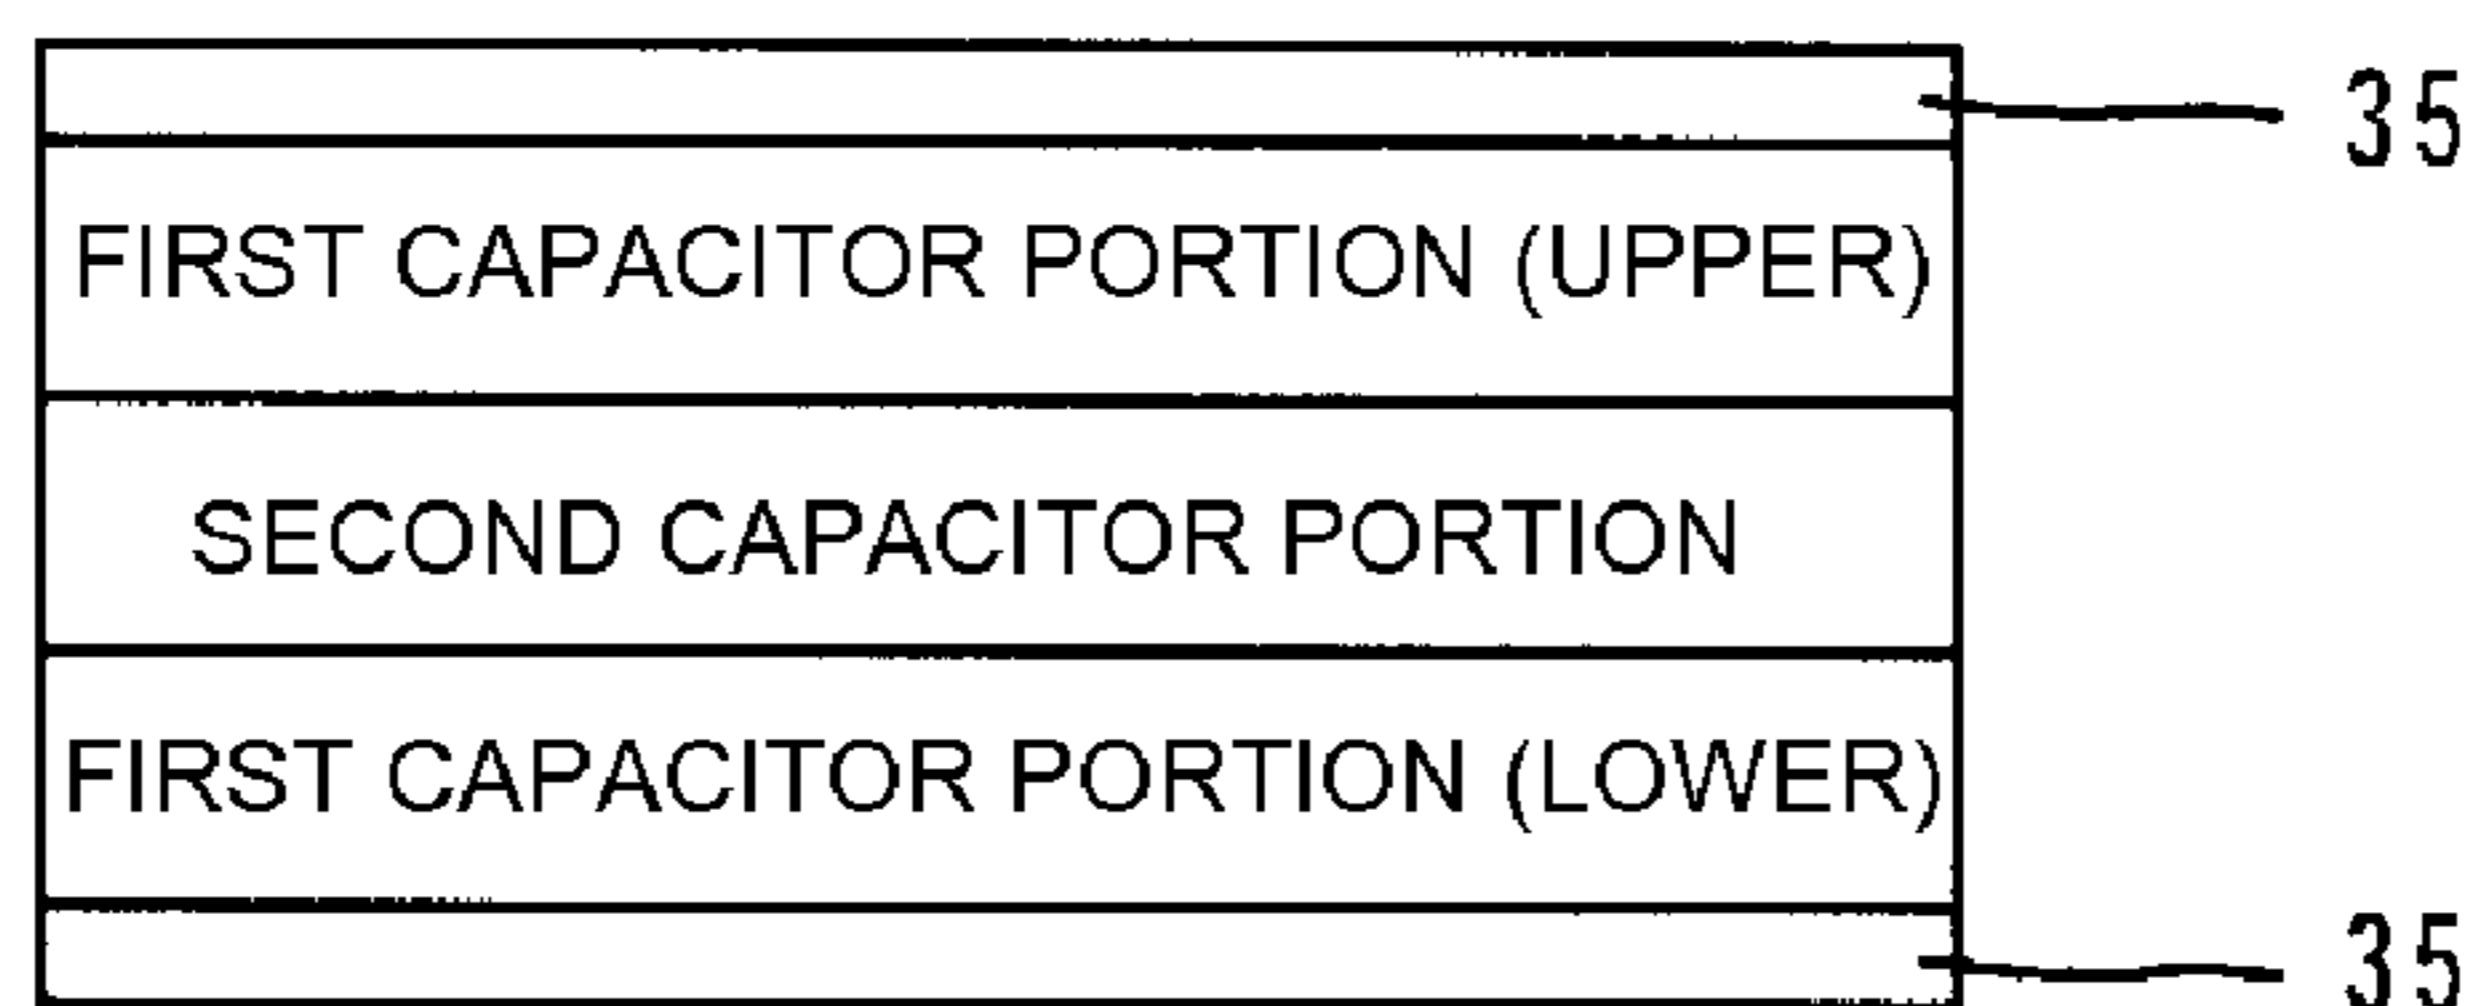 35
FIRST CAPACITOR PORTION (UPPER)
SECOND CAPACITOR PORTION
FIRST CAPACITOR PORTION (LOWER)
35